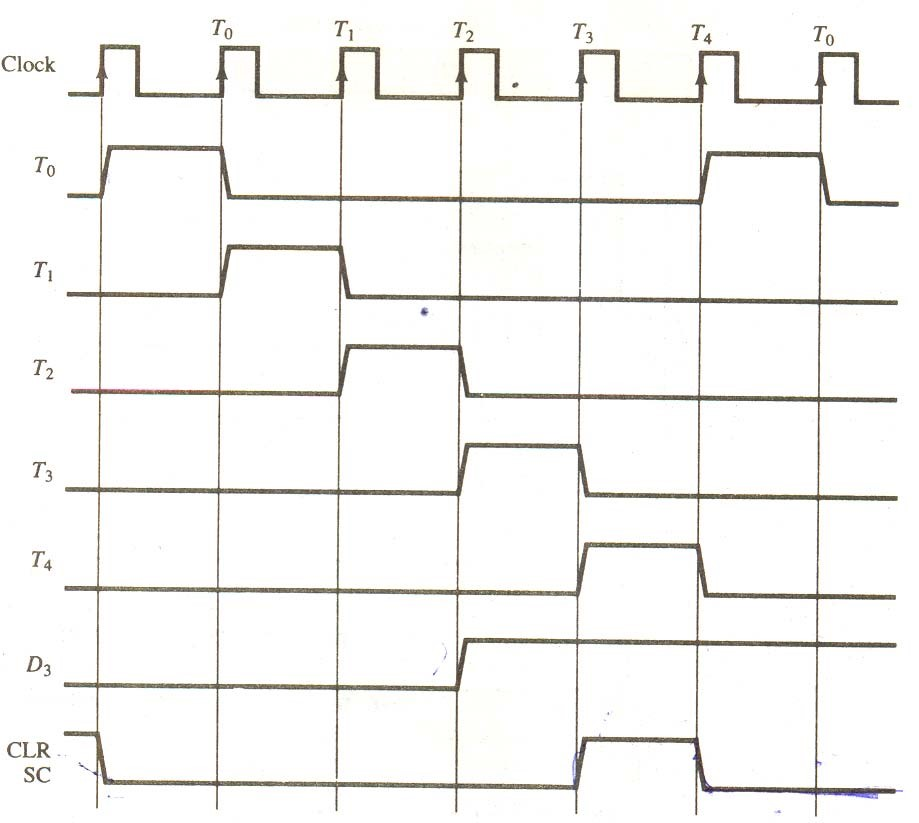 T0 T1 T2 T3 T4 T0
Clock
T0
T1
T2
T3
T4
D3
CLR
SC